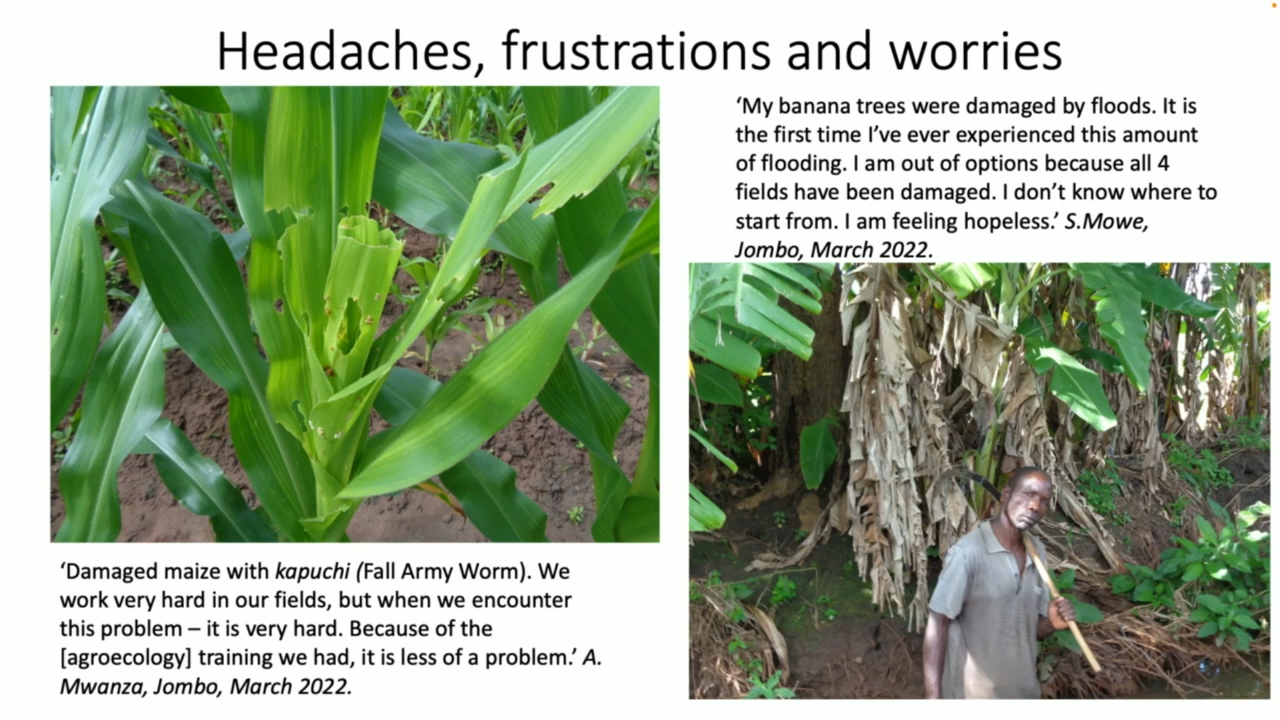 Headaches, frustrations and worries
‘My banana trees were damaged by floods. It is
the first time I’ve ever experienced this amount
of flooding. I am out of options because all 4
fields have been damaged. I don’t know where to
start from. I am feeling hopeless.’ S.Mowe,
Jombo, March 2022.
‘Damaged maize with kapuchi (Fall Army Worm). We
work very hard in our fields, but when we encounter
this problem – it is very hard. Because of the
[agroecology] training we had, it is less of a problem.’ A.
Mwanza, Jombo, March 2022.